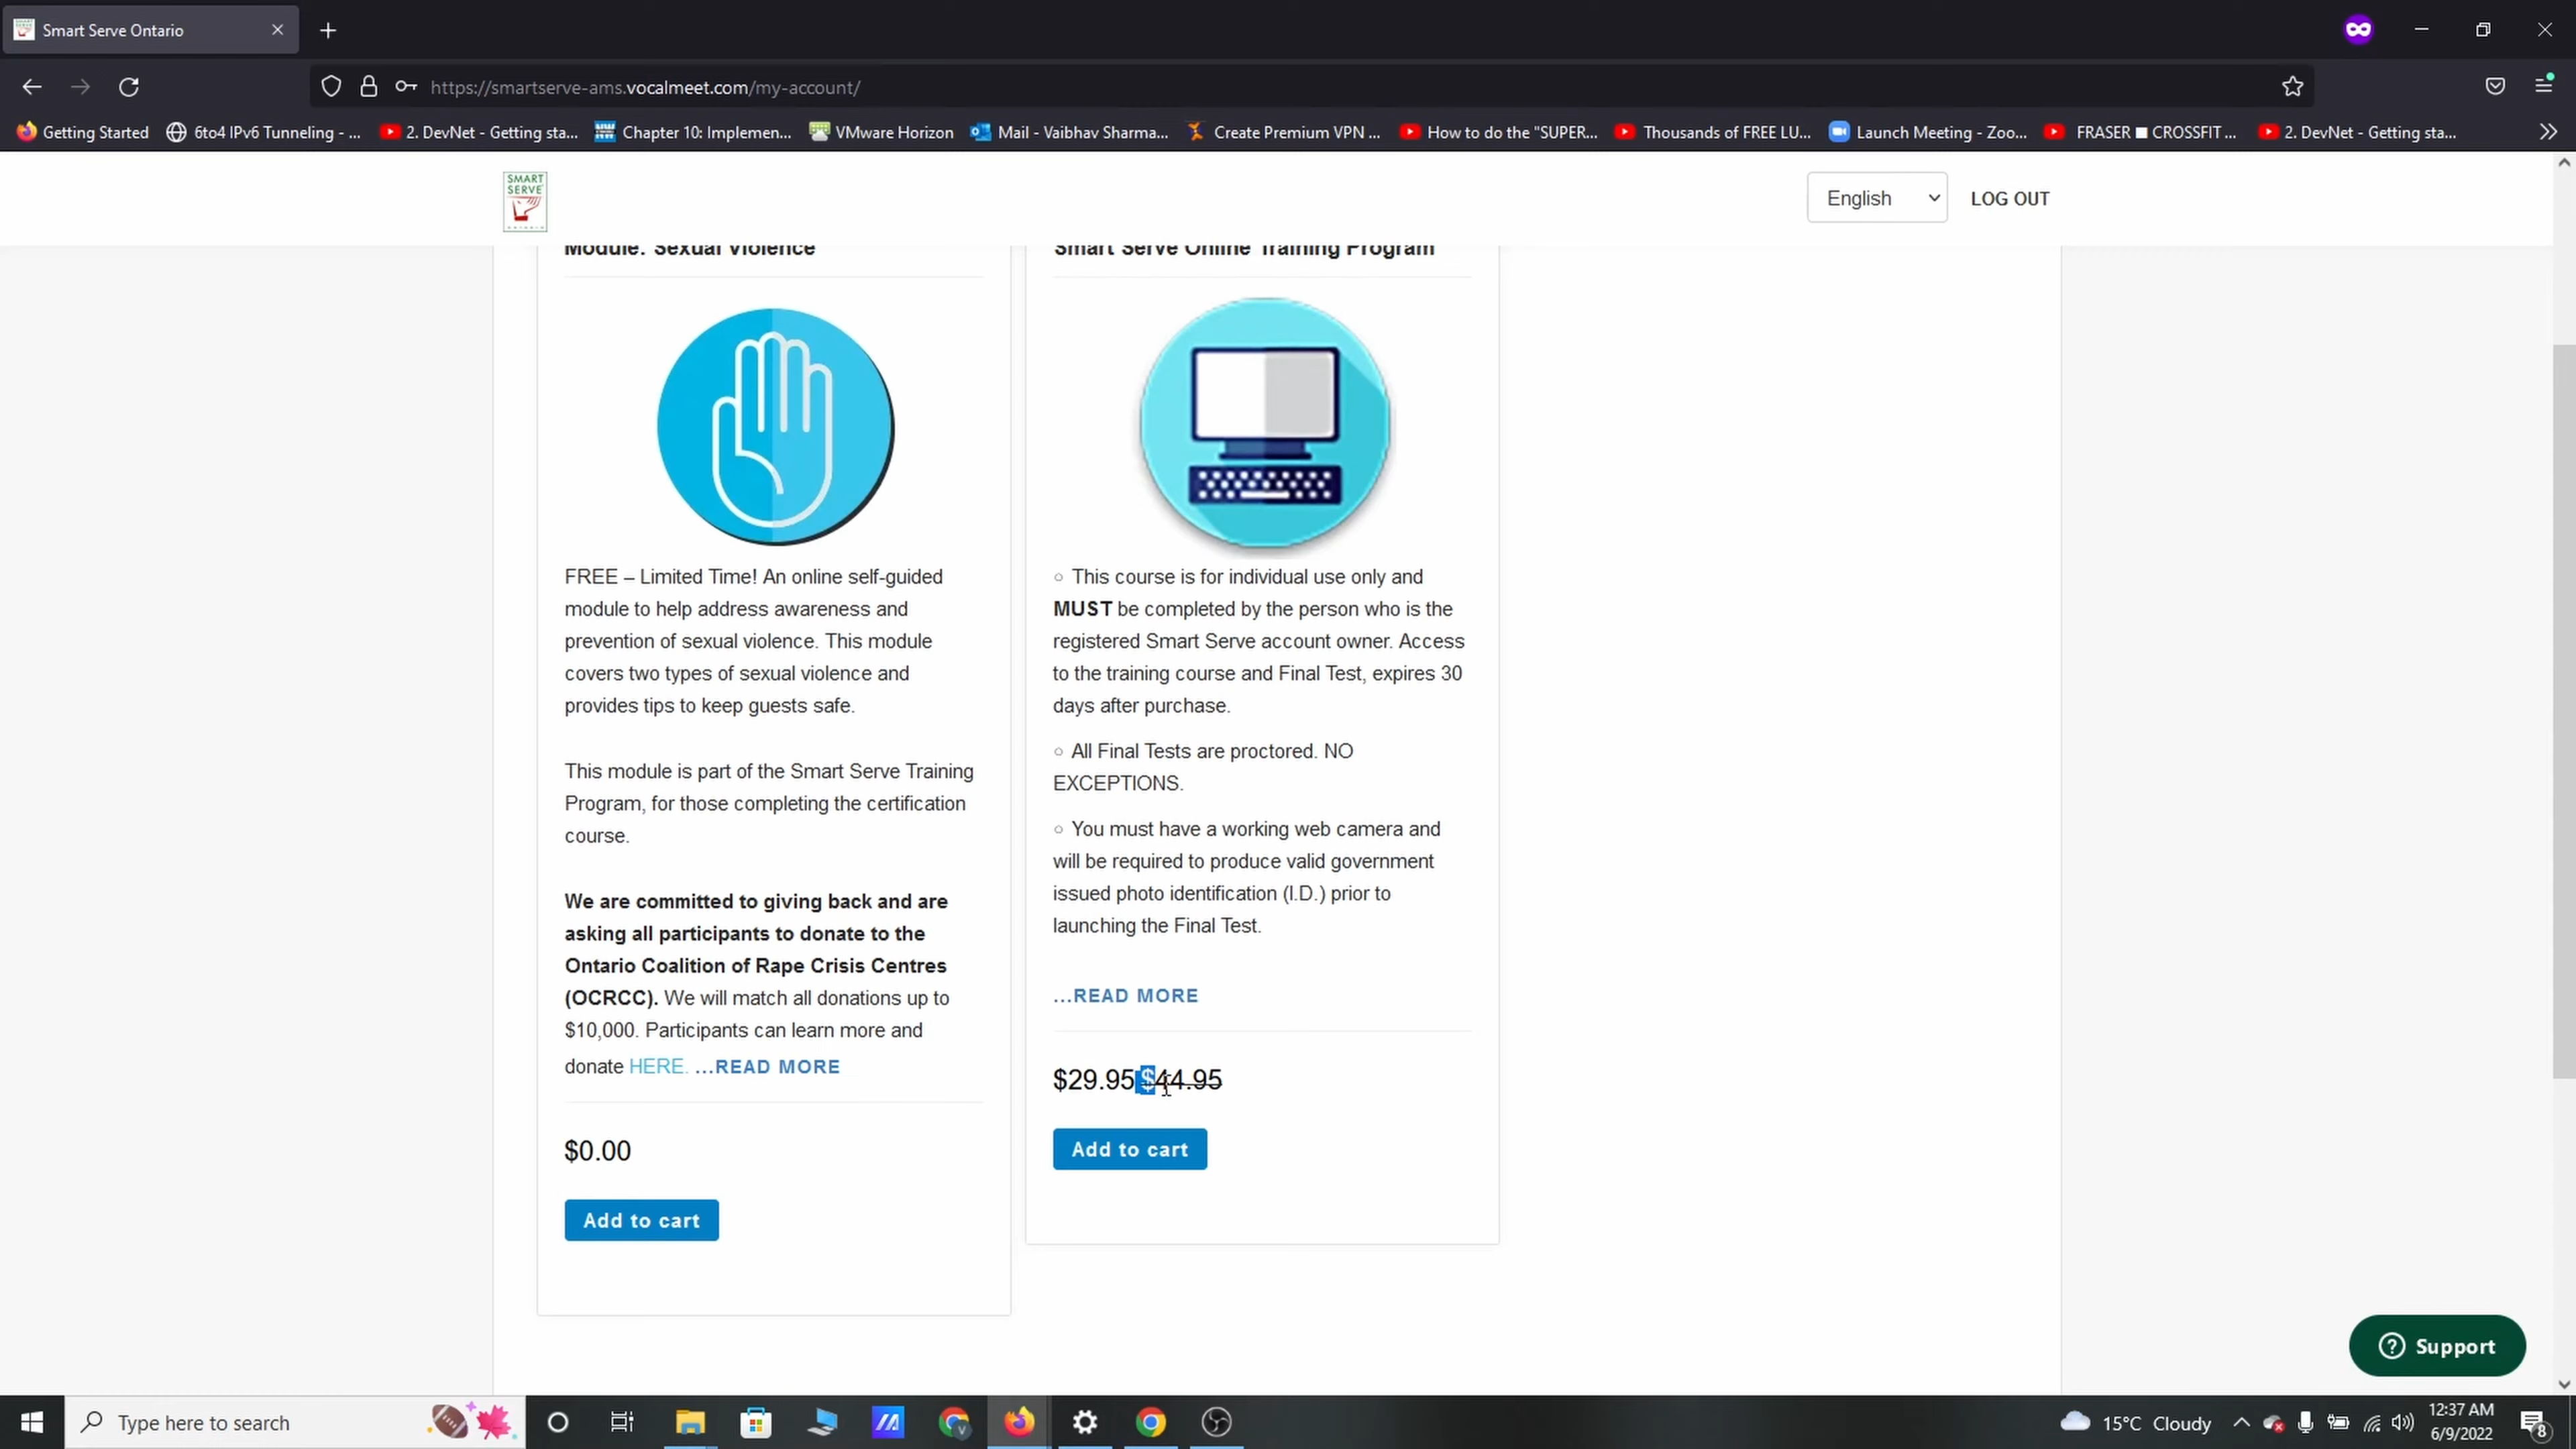 Smart Serve Ontario
https://smartserve-ams.vocalmeet.com/my-account/
Getting Started
6to4 IPv6 Tunneling - ...
2. DevNet - Getting sta...
Chapter 10: Implemen...
VMware Horizon
Mail - Vaibhav Sharma...
Create Premium VPN ...
How to do the "SUPER...
Thousands of FREE LU...
Launch Meeting - Zoo...
FRASER ■ CROSSFIT ...
2. DevNet - Getting sta...
SMART
SERVE
English
LOG OUT
Module: Sexual Violence
FREE – Limited Time! An online self-guided
module to help address awareness and
prevention of sexual violence. This module
covers two types of sexual violence and
provides tips to keep guests safe.
This module is part of the Smart Serve Training
Program, for those completing the certification
course.
We are committed to giving back and are
asking all participants to donate to the
Ontario Coalition of Rape Crisis Centres
(OCRCC). We will match all donations up to
$10,000. Participants can learn more and
donate HERE. ...READ MORE
$0.00
Add to cart
Smart Serve Online Training Program
○ This course is for individual use only and
MUST be completed by the person who is the
registered Smart Serve account owner. Access
to the training course and Final Test, expires 30
days after purchase.
○ All Final Tests are proctored. NO
EXCEPTIONS.
○ You must have a working web camera and
will be required to produce valid government
issued photo identification (I.D.) prior to
launching the Final Test.
...READ MORE
$29.95 $44.95
Add to cart
Support
Type here to search
15°C Cloudy
12:37 AM
6/9/2022
8